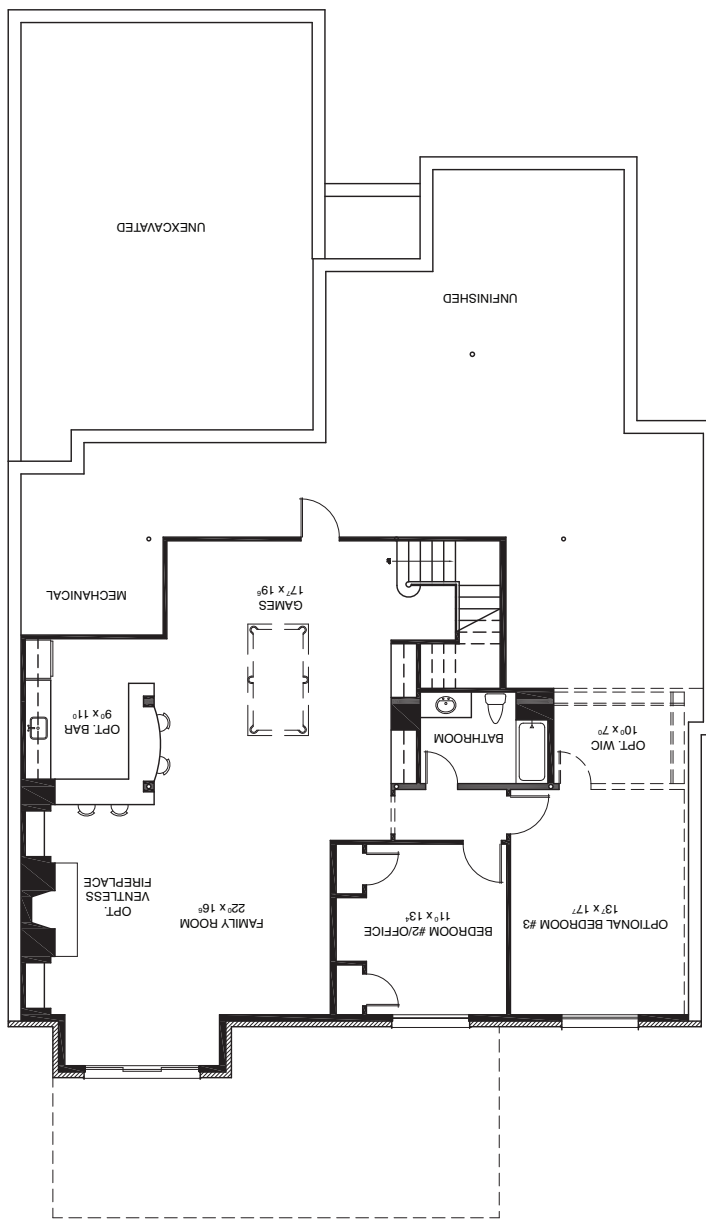 OPTIONAL BEDROOM #3
13⁷ x 17⁷
BEDROOM #2/OFFICE
11⁰ x 13⁴
FAMILY ROOM
22⁰ x 16⁶
OPT.
VENTLESS
FIREPLACE
OPT. WIC
10⁰ x 7⁰
BATHROOM
OPT. BAR
9⁰ x 11⁰
GAMES
17⁷ x 19⁶
MECHANICAL
UNFINISHED
UNEXCAVATED